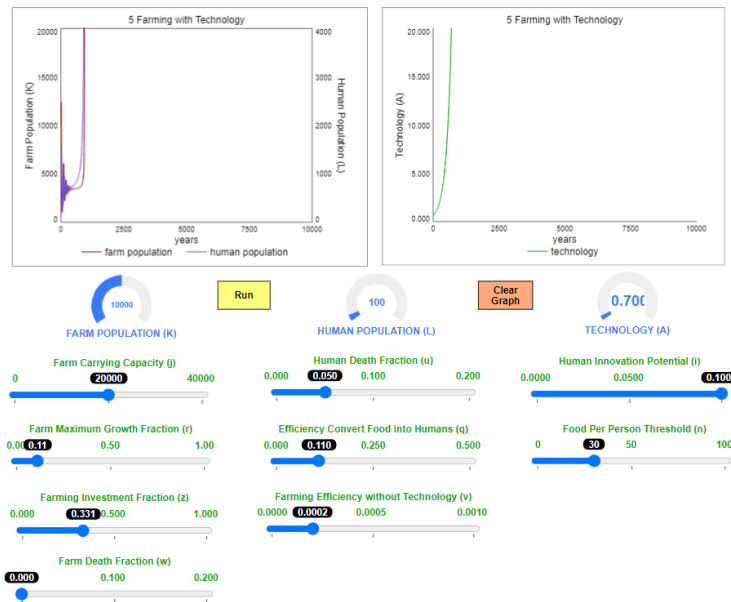 5 Farming with Technology
20000
15000
10000
5000
0
Farm Population (K)
4000
3000
2000
1000
0
Human Population (L)
0 2500 5000 7500 10000
years
farm population human population
5 Farming with Technology
20.000
15.000
10.000
5.000
0.000
Technology (A)
0 2500 5000 7500 10000
years
technology
10000
FARM POPULATION (K)
Run
100
HUMAN POPULATION (L)
Clear
Graph
0.700
TECHNOLOGY (A)
Farm Carrying Capacity (j)
0 20000 40000
Human Death Fraction (u)
0.000 0.050 0.100 0.200
Human Innovation Potential (i)
0.0000 0.0500 0.100
Farm Maximum Growth Fraction (r)
0.00 0.11 0.50 1.00
Efficiency Convert Food into Humans (q)
0.000 0.110 0.250 0.500
Food Per Person Threshold (n)
0 30 50 100
Farming Investment Fraction (z)
0.000 0.331 0.500 1.000
Farming Efficiency without Technology (v)
0.0000 0.0002 0.0005 0.0010
Farm Death Fraction (w)
0.000 0.100 0.200